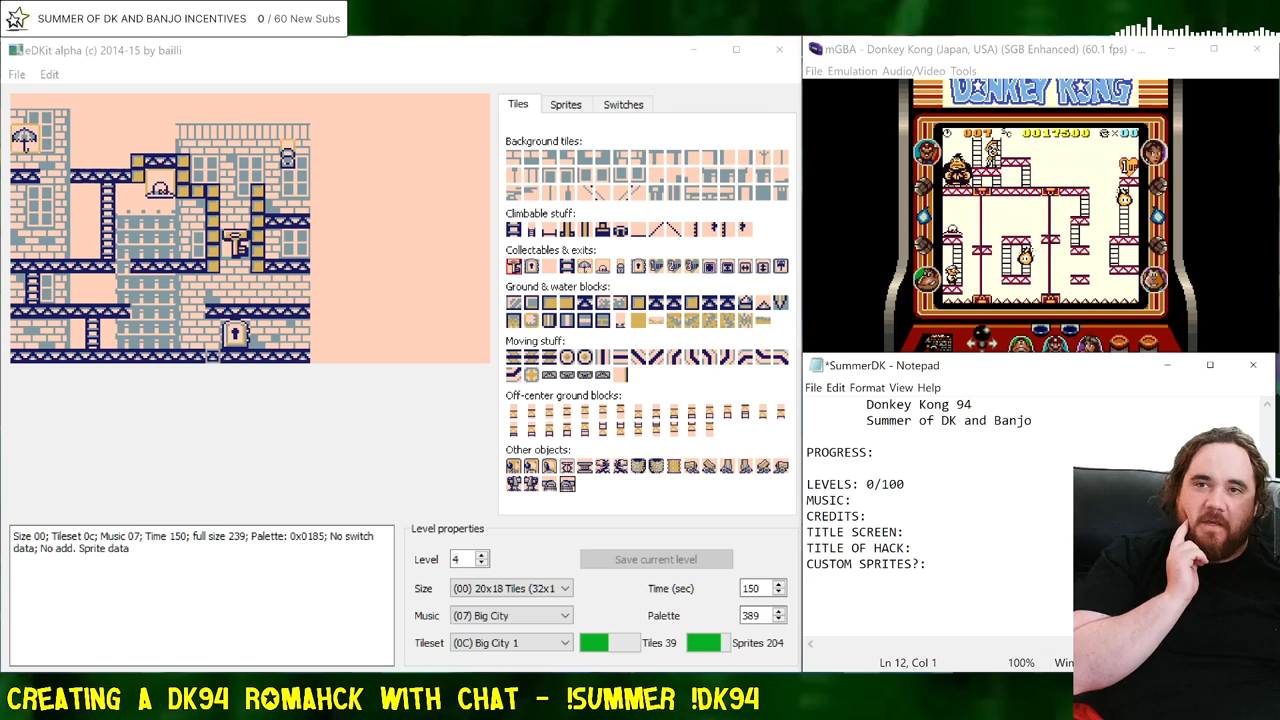 SUMMER OF DK AND BANJO INCENTIVES 0 / 60 New Subs
eDKit alpha (c) 2014-15 by bailli
File Edit
Tiles Sprites Switches
Background tiles:
Climbable stuff:
Collectables & exits:
Ground & water blocks:
Moving stuff:
Off-center ground blocks:
Other objects:
Size 00; Tileset 0c; Music 07; Time 150; full size 239; Palette: 0x0185; No switch
data; No add. Sprite data
Level properties
Level 4 Save current level
Size (00) 20x18 Tiles (32x1 Time (sec) 150
Music (07) Big City Palette 389
Tileset (0C) Big City 1 Tiles 39 Sprites 204
mGBA - Donkey Kong (Japan, USA) (SGB Enhanced) (60.1 fps) - ...
File Emulation Audio/Video Tools
DONKEY KONG
007 0017500 ×00
*SummerDK - Notepad
File Edit Format View Help
Donkey Kong 94
Summer of DK and Banjo
PROGRESS:
LEVELS: 0/100
MUSIC:
CREDITS:
TITLE SCREEN:
TITLE OF HACK:
CUSTOM SPRITES?:
Ln 12, Col 1 100% Win
CREATING A DK94 ROMAHCK WITH CHAT - !SUMMER !DK94